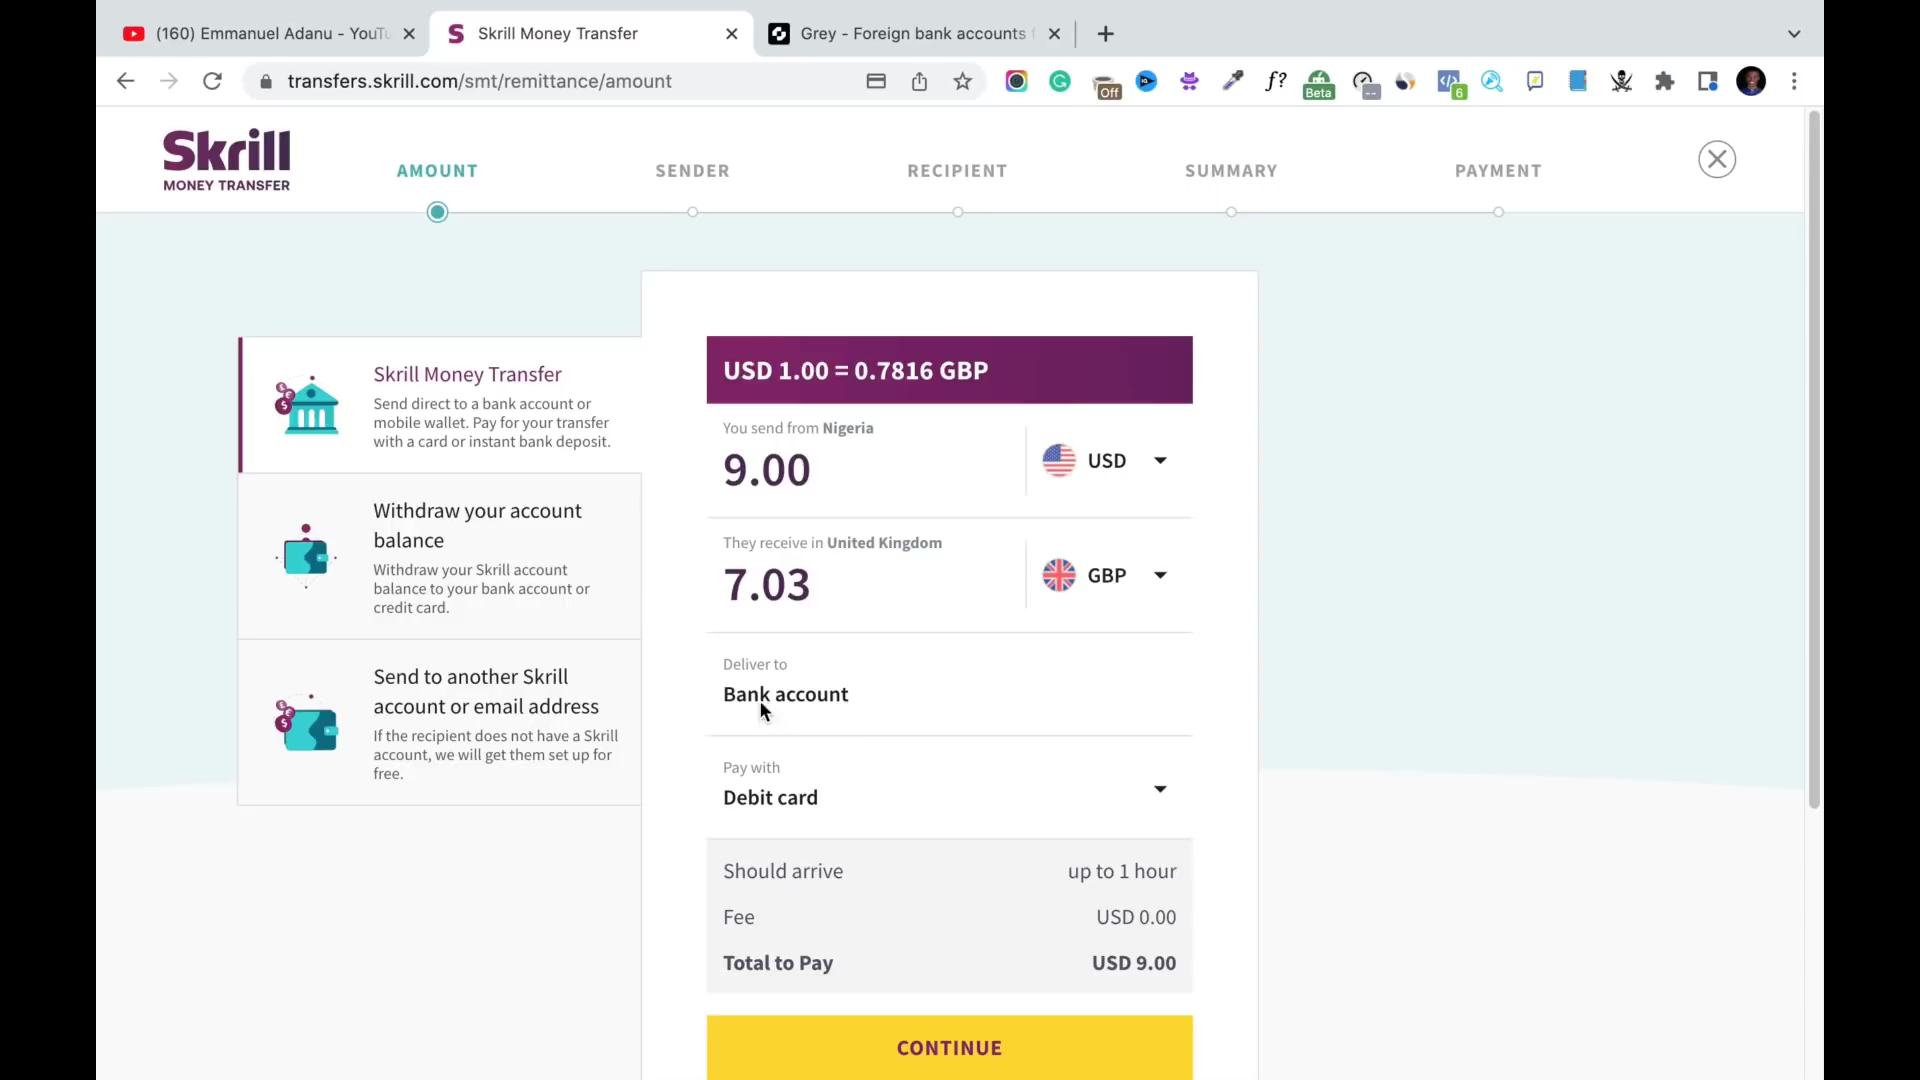 (160) Emmanuel Adanu - YouTu
Skrill Money Transfer
Grey - Foreign bank accounts f
transfers.skrill.com/smt/remittance/amount
Off
f?
Beta
--
6
Skrill
MONEY TRANSFER
AMOUNT
SENDER
RECIPIENT
SUMMARY
PAYMENT
Skrill Money Transfer
Send direct to a bank account or
mobile wallet. Pay for your transfer
with a card or instant bank deposit.
Withdraw your account
balance
Withdraw your Skrill account
balance to your bank account or
credit card.
Send to another Skrill
account or email address
If the recipient does not have a Skrill
account, we will get them set up for
free.
USD 1.00 = 0.7816 GBP
You send from Nigeria
9.00
USD
They receive in United Kingdom
7.03
GBP
Deliver to
Bank account
Pay with
Debit card
Should arrive up to 1 hour
Fee USD 0.00
Total to Pay USD 9.00
CONTINUE